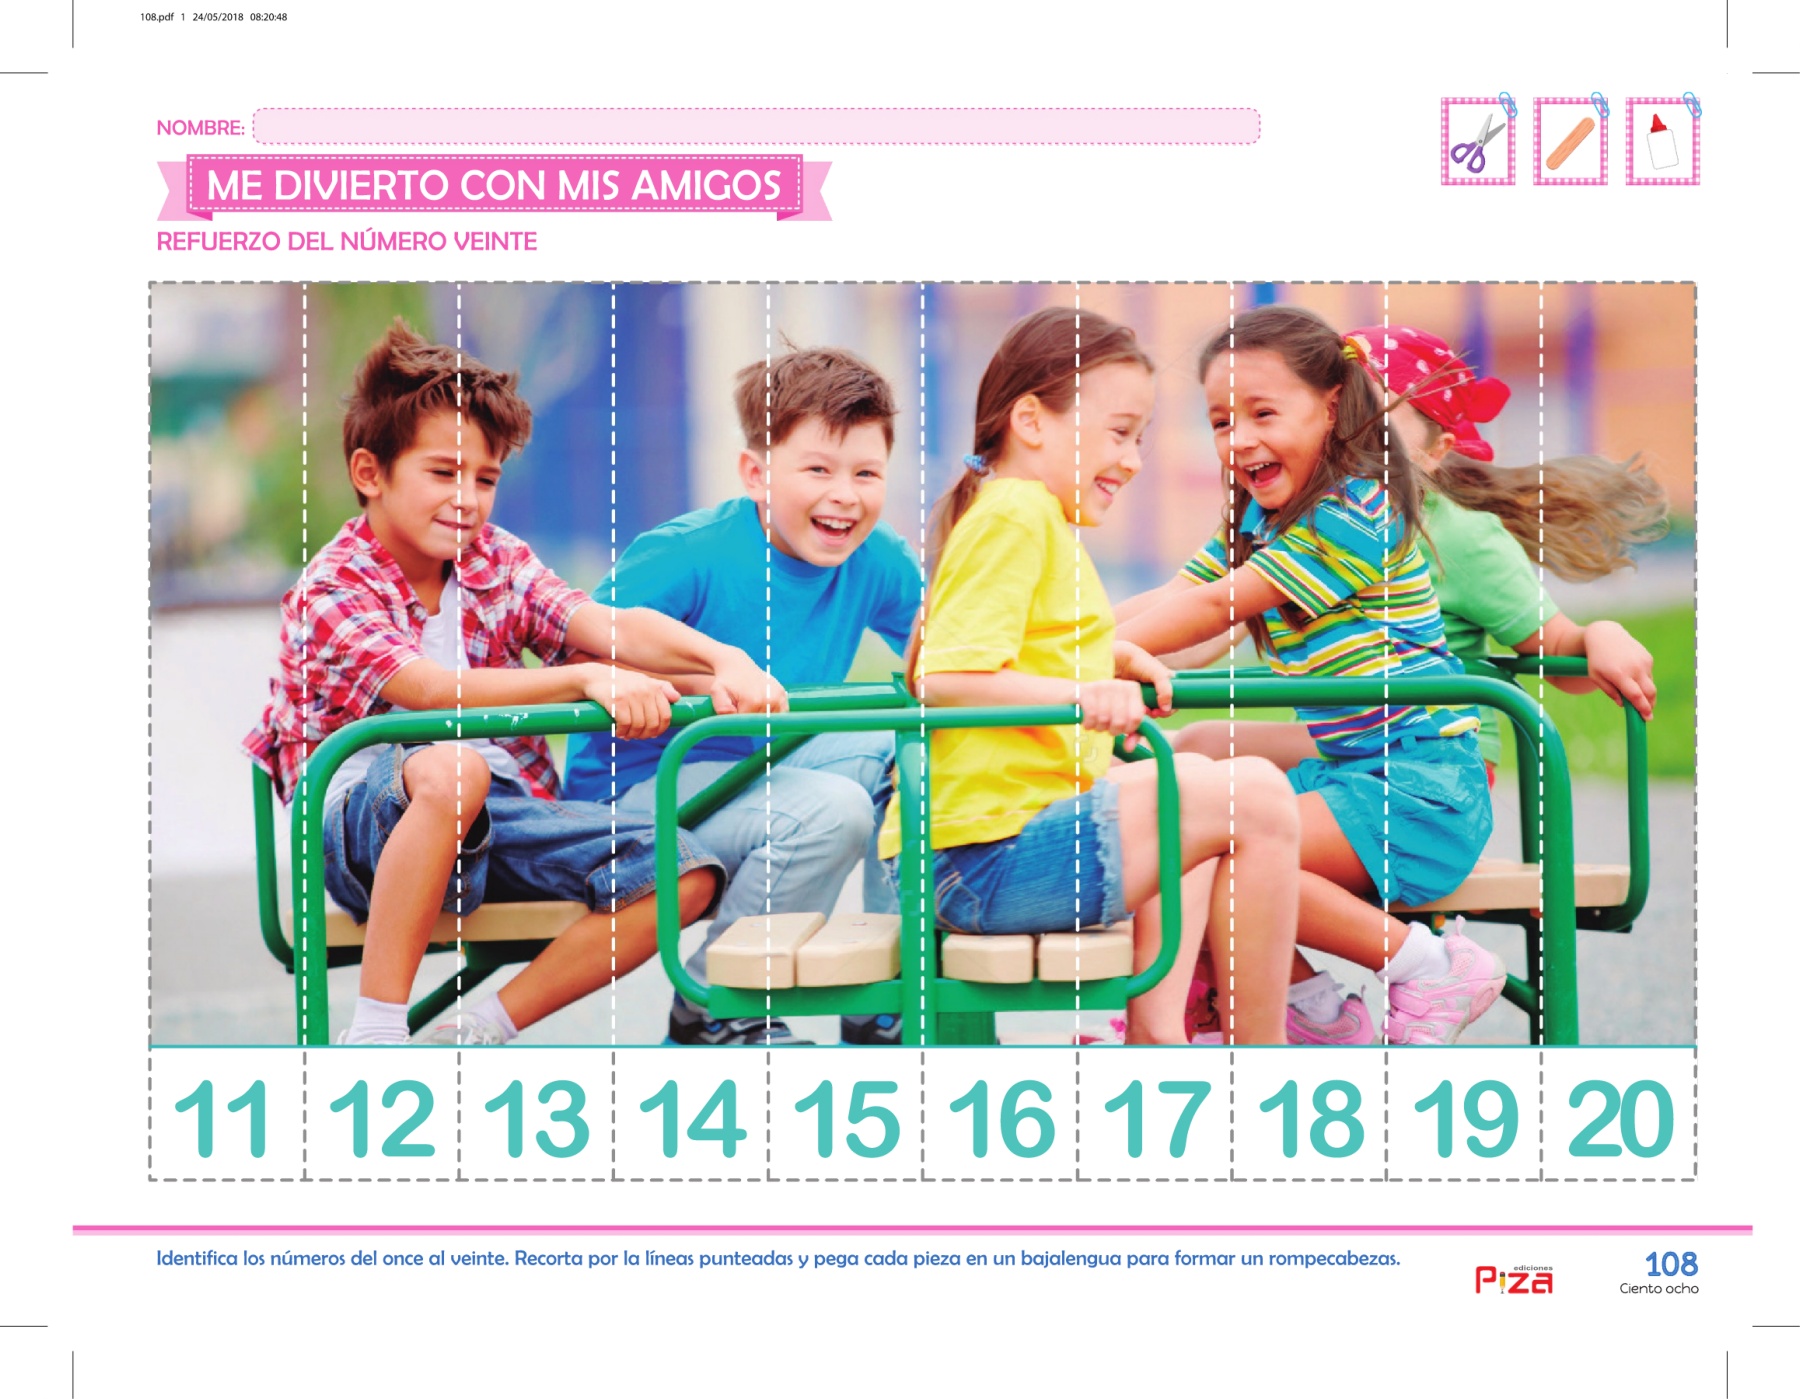 108.pdf 1 24/05/2018 08:20:48
NOMBRE:
ME DIVIERTO CON MIS AMIGOS
REFUERZO DEL NÚMERO VEINTE
11 12 13 14 15 16 17 18 19 20
Identifica los números del once al veinte. Recorta por la líneas punteadas y pega cada pieza en un bajalengua para formar un rompecabezas.
ediciones
Piza
108
Ciento ocho